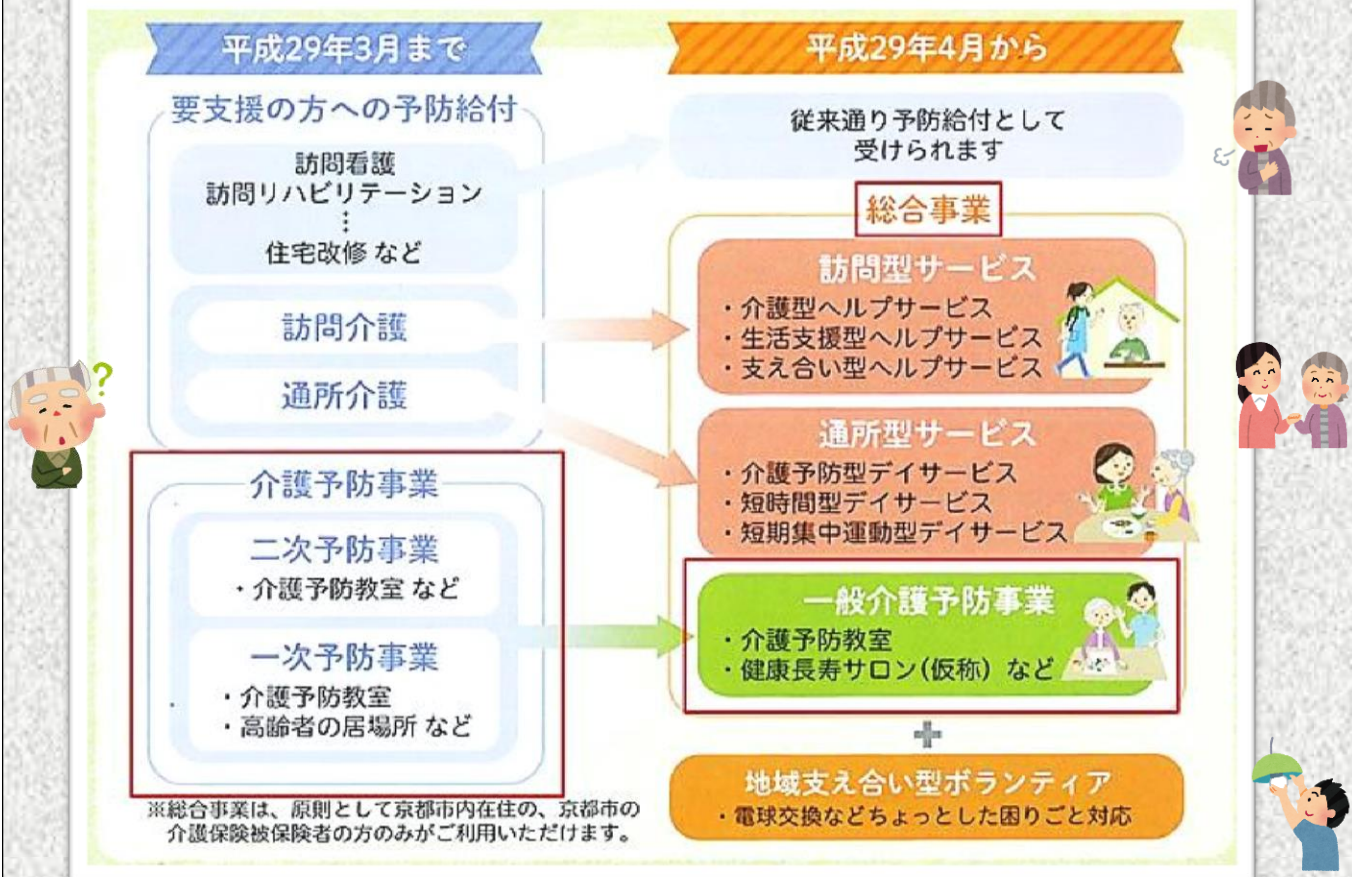 平成29年3月まで
要支援の方への予防給付
訪問看護
訪問リハビリテーション
⋮
住宅改修 など
訪問介護
通所介護
介護予防事業
二次予防事業
・介護予防教室 など
一次予防事業
・介護予防教室
・高齢者の居場所 など
※総合事業は、原則として京都市内在住の、京都市の
介護保険被保険者の方のみがご利用いただけます。
平成29年4月から
従来通り予防給付として
受けられます
総合事業
訪問型サービス
・介護型ヘルプサービス
・生活支援型ヘルプサービス
・支え合い型ヘルプサービス
通所型サービス
・介護予防型デイサービス
・短時間型デイサービス
・短期集中運動型デイサービス
一般介護予防事業
・介護予防教室
・健康長寿サロン(仮称) など
+
地域支え合い型ボランティア
・電球交換などちょっとした困りごと対応
?